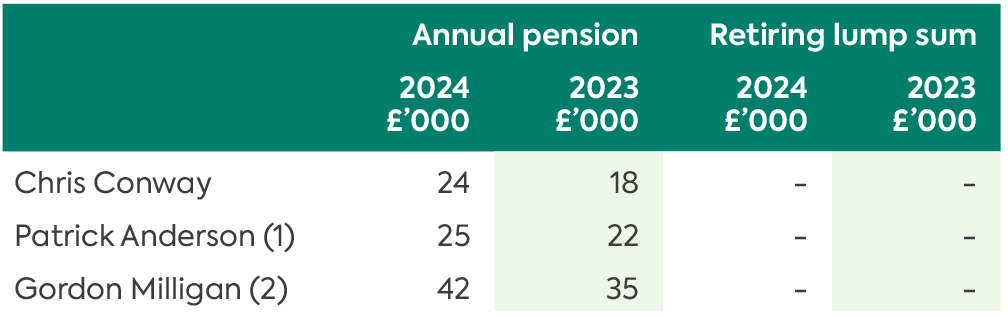 Annual pension Retiring lump sum
2024 2023 2024 2023
£’000 £’000 £’000 £’000
Chris Conway 24 18 – –
Patrick Anderson (1) 25 22 – –
Gordon Milligan (2) 42 35 – –